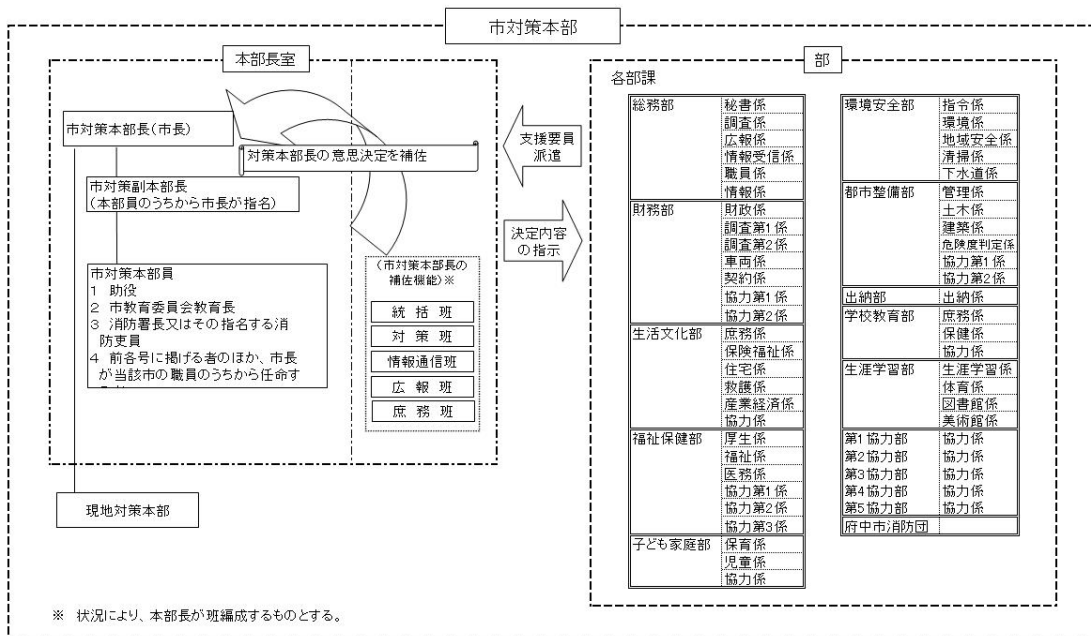 市対策本部
本部長室
市対策本部長(市長)
対策本部長の意思決定を補佐
市対策副本部長
(本部員のうちから市長が指名)
市対策本部員
1 助役
2 市教育委員会教育長
3 消防署長又はその指名する消
防吏員
4 前各号に掲げる者のほか、市長
が当該市の職員のうちから任命す
(市対策本部長の
補佐機能)※
統括班
対策班
情報通信班
広報班
庶務班
現地対策本部
支援要員
派遣
決定内容
の指示
部
各部課
総務部 秘書係
調査係
広報係
情報受信係
職員係
情報係
財務部 財政係
調査第1係
調査第2係
車両係
契約係
協力第1係
協力第2係
生活文化部 庶務係
保険福祉係
住宅係
救護係
産業経済係
協力係
福祉保健部 厚生係
福祉係
医務係
協力第1係
協力第2係
協力第3係
子ども家庭部 保育係
児童係
協力係
環境安全部 指令係
環境係
地域安全係
清掃係
下水道係
都市整備部 管理係
土木係
建築係
危険度判定係
協力第1係
協力第2係
出納部 出納係
学校教育部 庶務係
保健係
協力係
生涯学習部 生涯学習係
体育係
図書館係
美術館係
第1協力部 協力係
第2協力部 協力係
第3協力部 協力係
第4協力部 協力係
第5協力部 協力係
府中市消防団
※ 状況により、本部長が班編成するものとする。